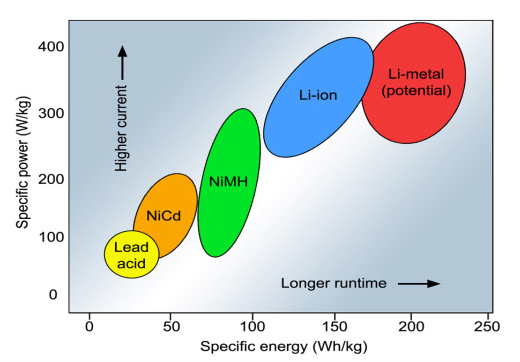 400
300
200
100
0
Specific power (W/kg)
Higher current
Li-ion
Li-metal
(potential)
NiMH
NiCd
Lead
acid
Longer runtime
0 50 100 150 200 250
Specific energy (Wh/kg)